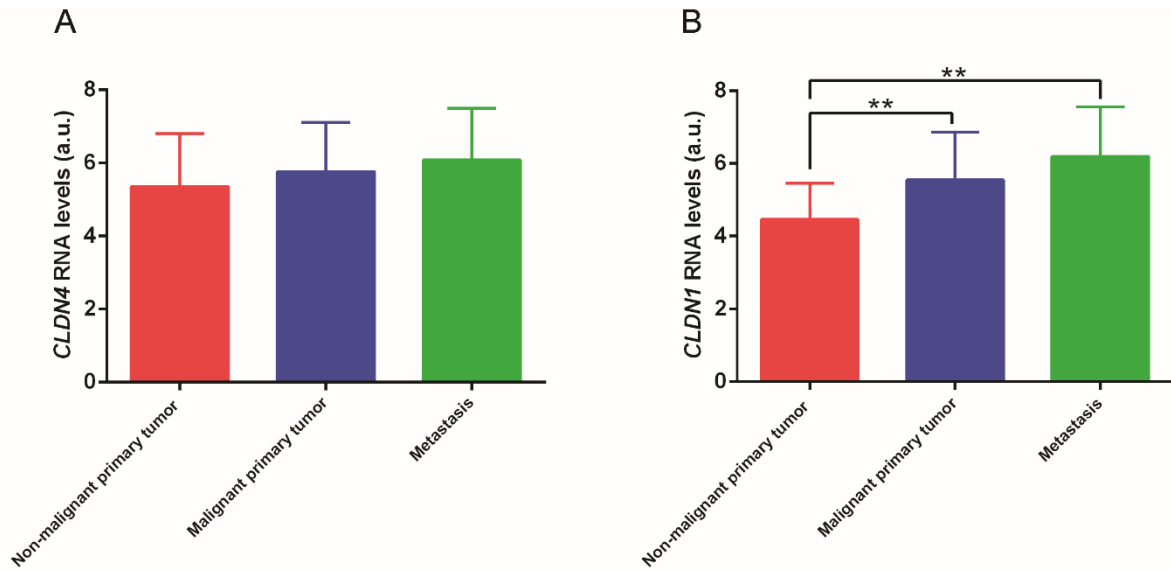 A
CLDN4 RNA levels (a.u.)
8
6
4
2
0
Non-malignant primary tumor
Malignant primary tumor
Metastasis
B
CLDN1 RNA levels (a.u.)
8
6
4
2
0
**
**
Non-malignant primary tumor
Malignant primary tumor
Metastasis